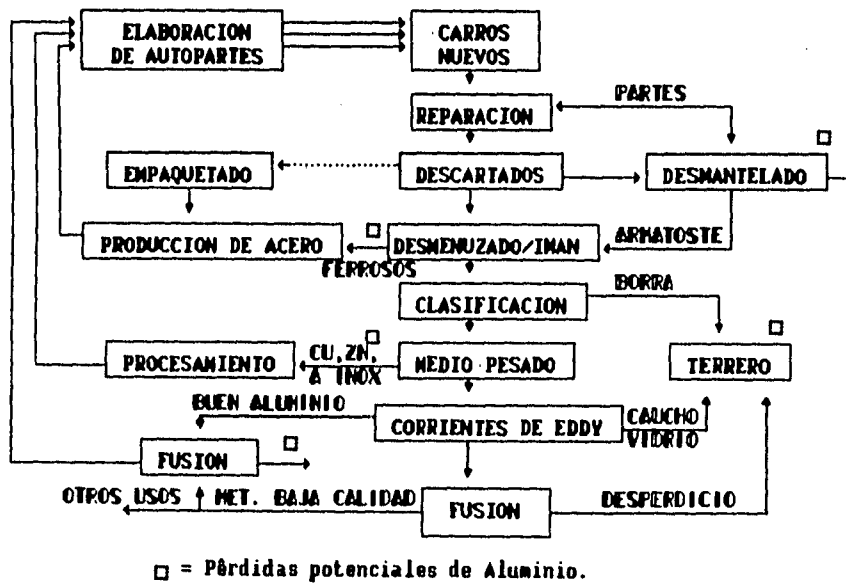 ELABORACION
DE AUTOPARTES
CARROS
NUEVOS
PARTES
REPARACION
EMPAQUETADO
DESCARTADOS
DESMANTELADO
PRODUCCION DE ACERO
DESMENUZADO/IMAN
ARMATOSTE
FERROSOS
BORRA
CLASIFICACION
PROCESAMIENTO
CU,ZN,
A INOX
MEDIO PESADO
TERRERO
BUEN ALUMINIO
CORRIENTES DE EDDY
CAUCHO
VIDRIO
FUSION
OTROS USOS
MET. BAJA CALIDAD
FUSION
DESPERDICIO
= Pêrdidas potenciales de Aluminio.